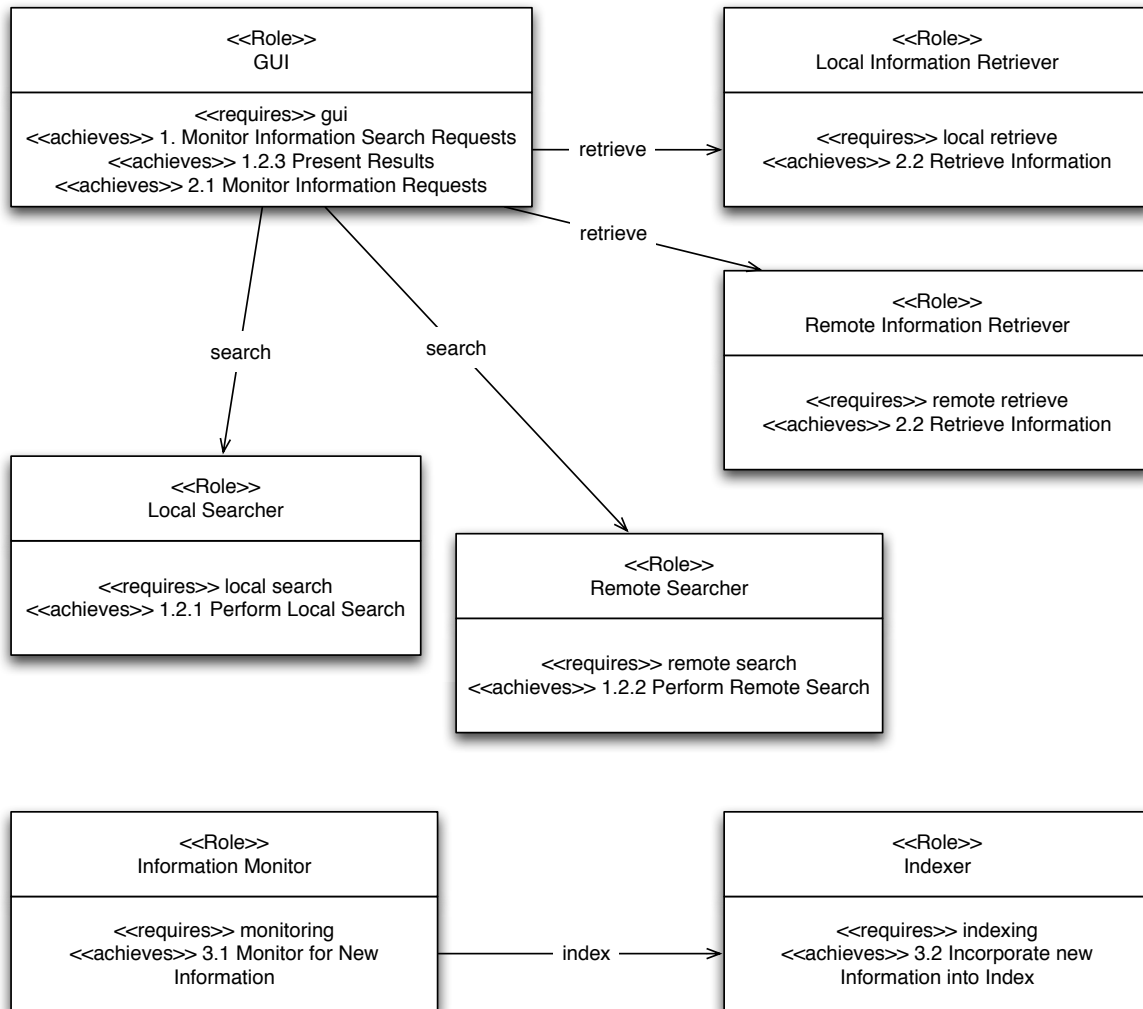 <<Role>>
GUI
<<requires>> gui
<<achieves>> 1. Monitor Information Search Requests
<<achieves>> 1.2.3 Present Results
<<achieves>> 2.1 Monitor Information Requests
<<Role>>
Local Information Retriever
<<requires>> local retrieve
<<achieves>> 2.2 Retrieve Information
retrieve
retrieve
<<Role>>
Remote Information Retriever
<<requires>> remote retrieve
<<achieves>> 2.2 Retrieve Information
search
search
<<Role>>
Local Searcher
<<requires>> local search
<<achieves>> 1.2.1 Perform Local Search
<<Role>>
Remote Searcher
<<requires>> remote search
<<achieves>> 1.2.2 Perform Remote Search
<<Role>>
Information Monitor
<<requires>> monitoring
<<achieves>> 3.1 Monitor for New
Information
index
<<Role>>
Indexer
<<requires>> indexing
<<achieves>> 3.2 Incorporate new
Information into Index